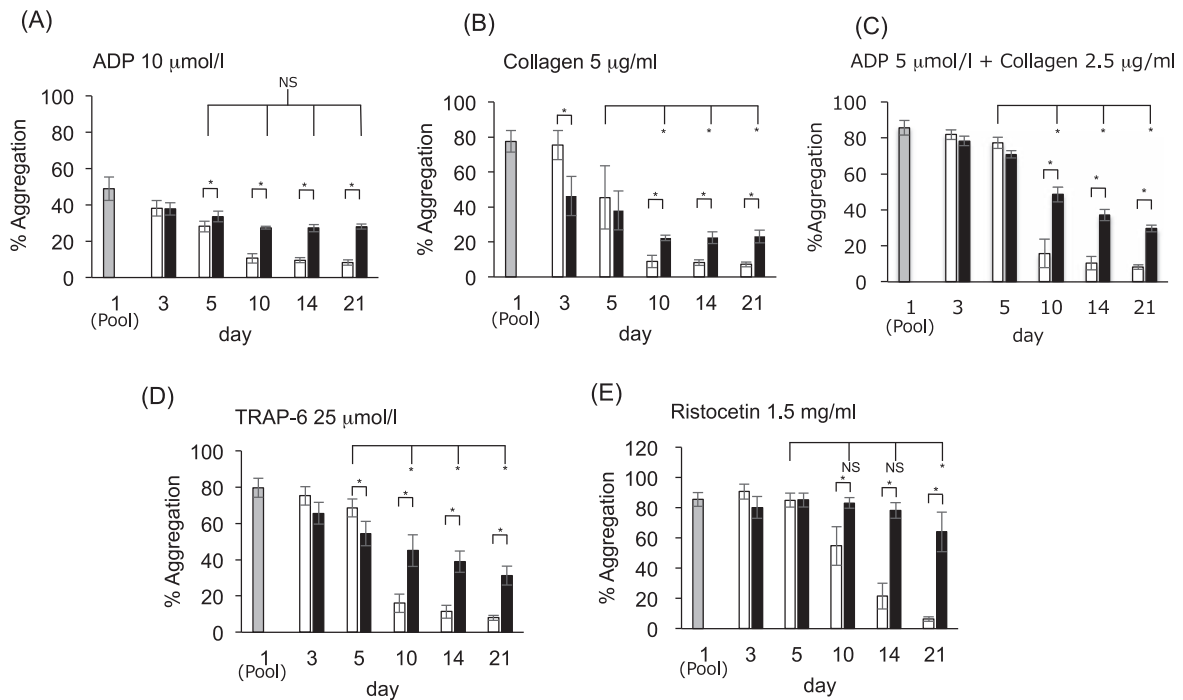 (A)
ADP 10 μmol/l
NS
100
80
60
40
20
0
% Aggregation
* * * *
1 3 5 10 14 21
(Pool)
day
(B)
Collagen 5 μg/ml
100
80
60
40
20
0
% Aggregation
*
* * *
* * *
1 3 5 10 14 21
(Pool)
day
(C)
ADP 5 μmol/l + Collagen 2.5 μg/ml
100
80
60
40
20
0
%Aggregation
* * *
* * *
1 3 5 10 14 21
(Pool)
day
(D)
TRAP-6 25 μmol/l
100
80
60
40
20
0
% Aggregation
* * *
* * * *
1 3 5 10 14 21
(Pool)
day
(E)
Ristocetin 1.5 mg/ml
120
100
80
60
40
20
0
% Aggregation
NS NS *
* * *
1 3 5 10 14 21
(Pool)
day